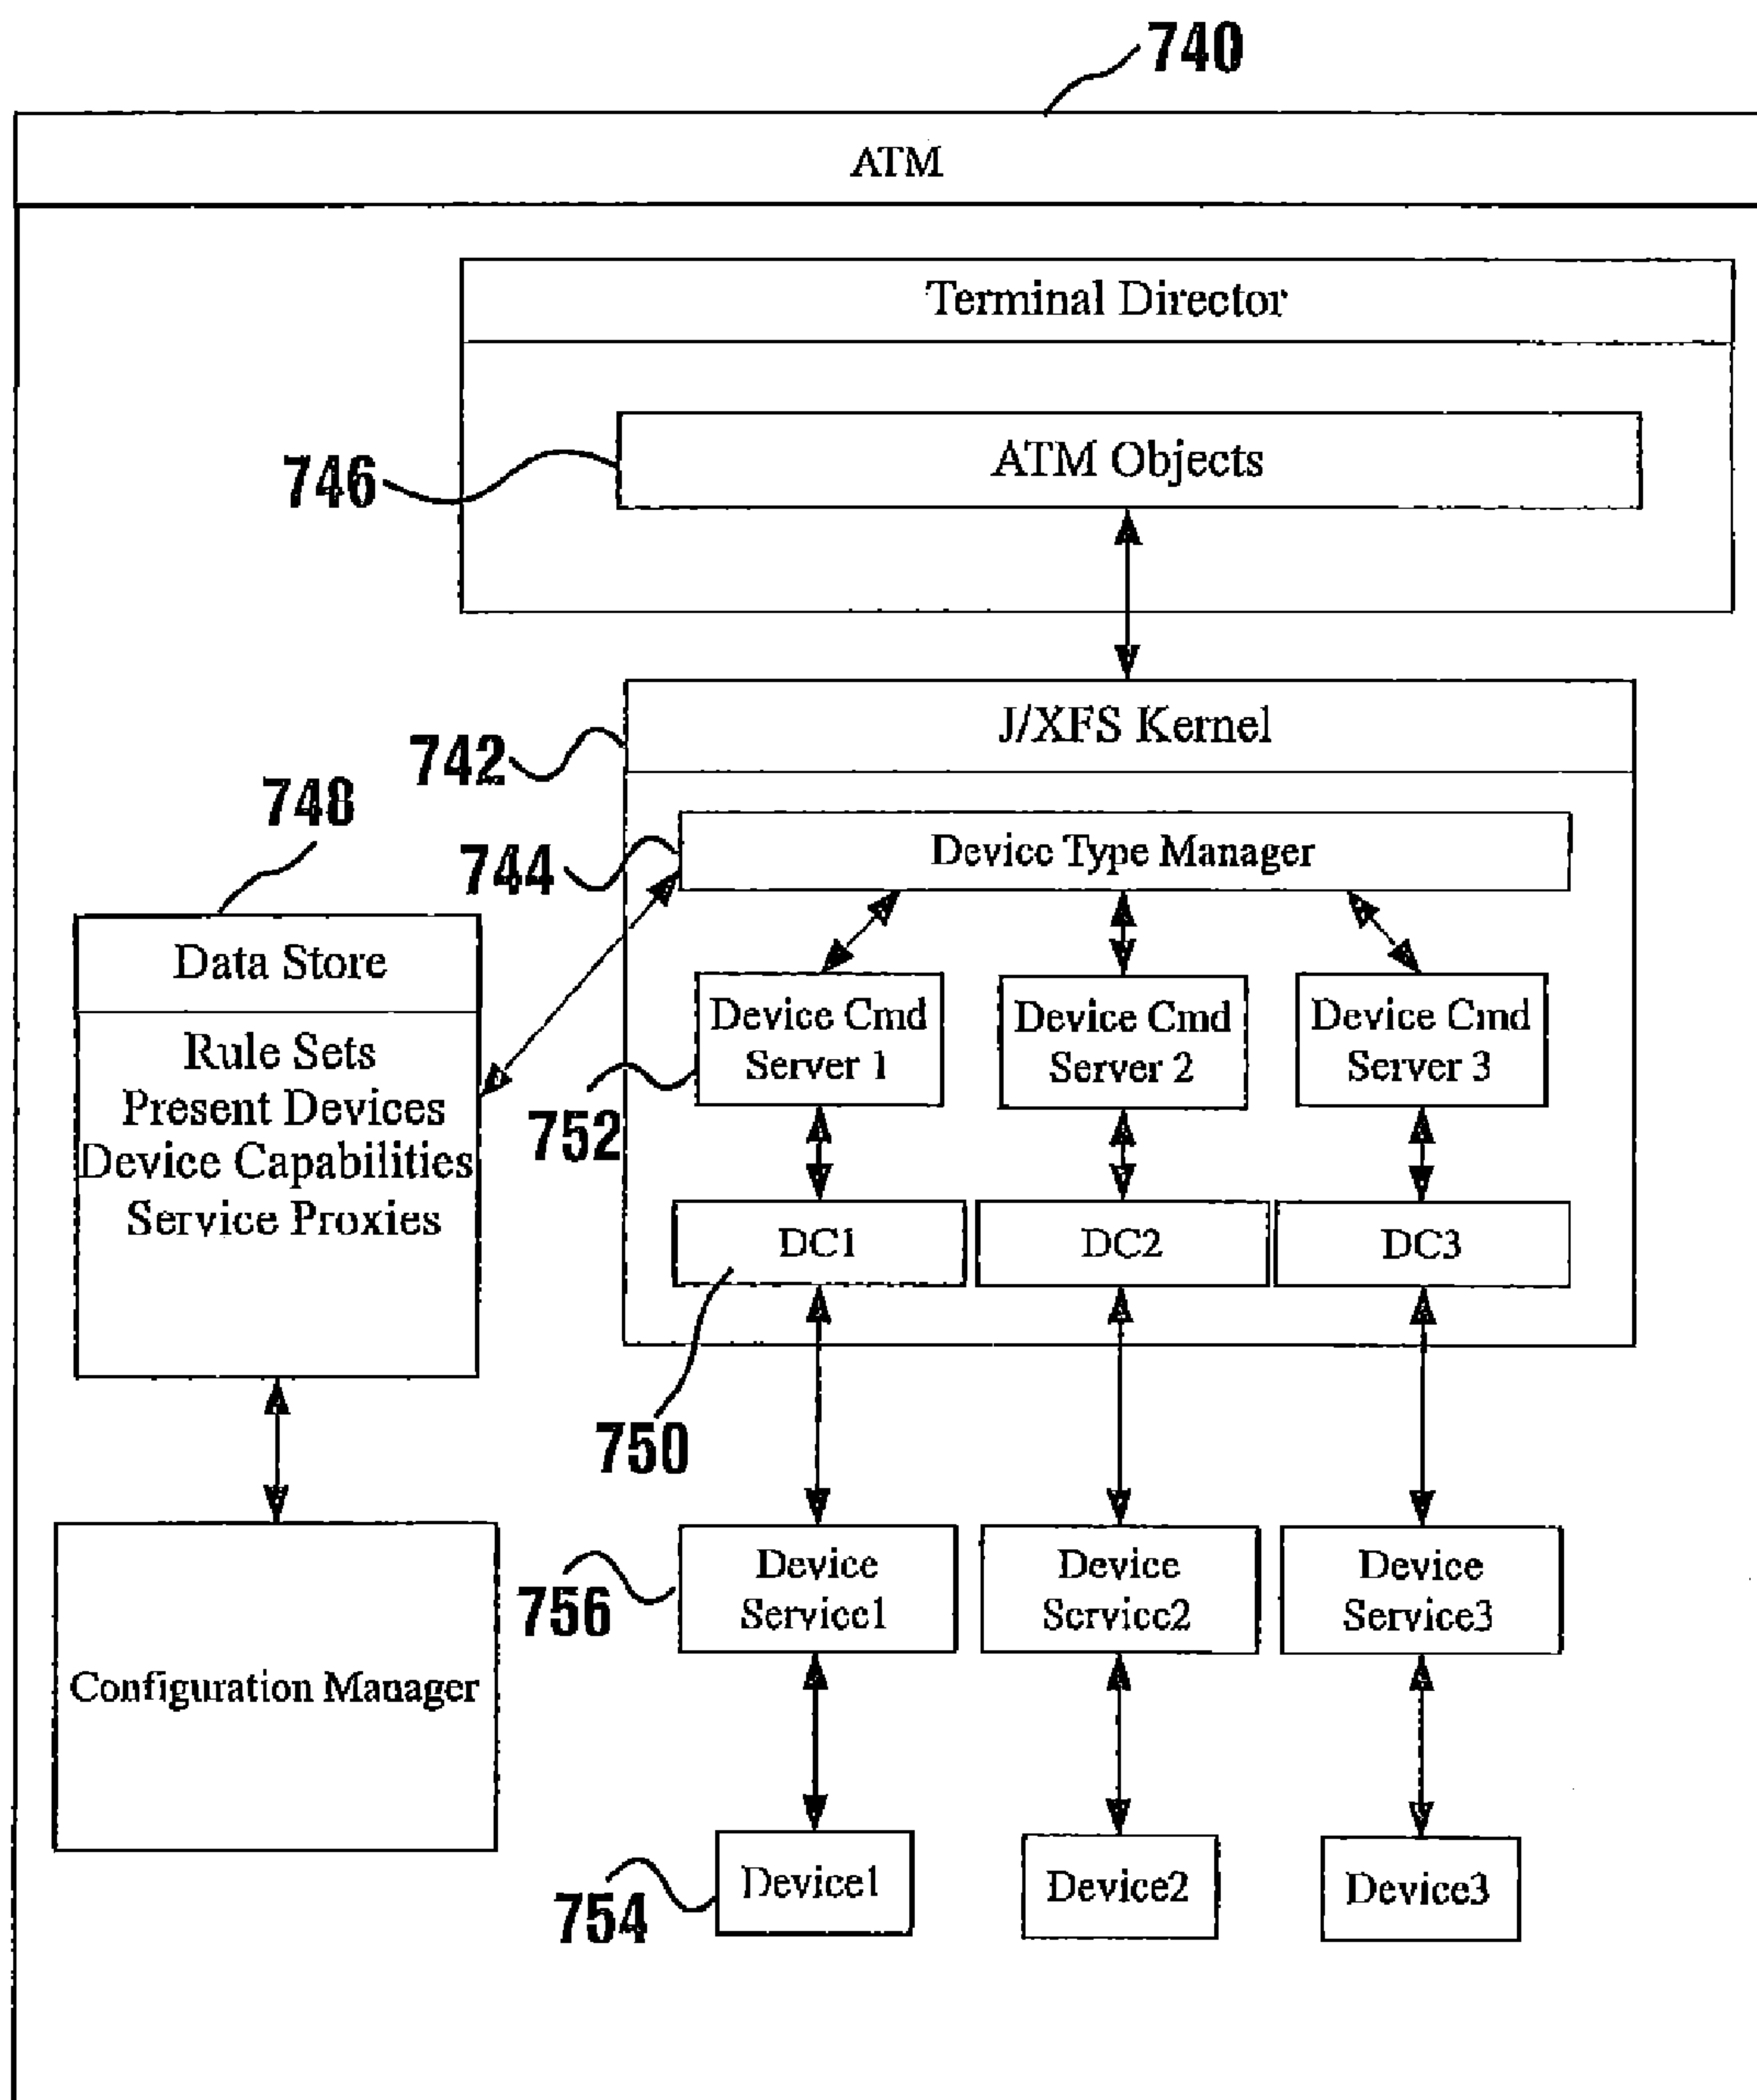 740
ATM
Terminal Director
746
ATM Objects
742
J/XFS Kernel
748
744
Device Type Manager
Data Store
Rule Sets
Present Devices
Device Capabilities
Service Proxies
Device Cmd
Server 1
Device Cmd
Server 2
Device Cmd
Server 3
752
DC1
DC2
DC3
750
Configuration Manager
756
Device
Service1
Device
Service2
Device
Service3
754
Device1
Device2
Device3